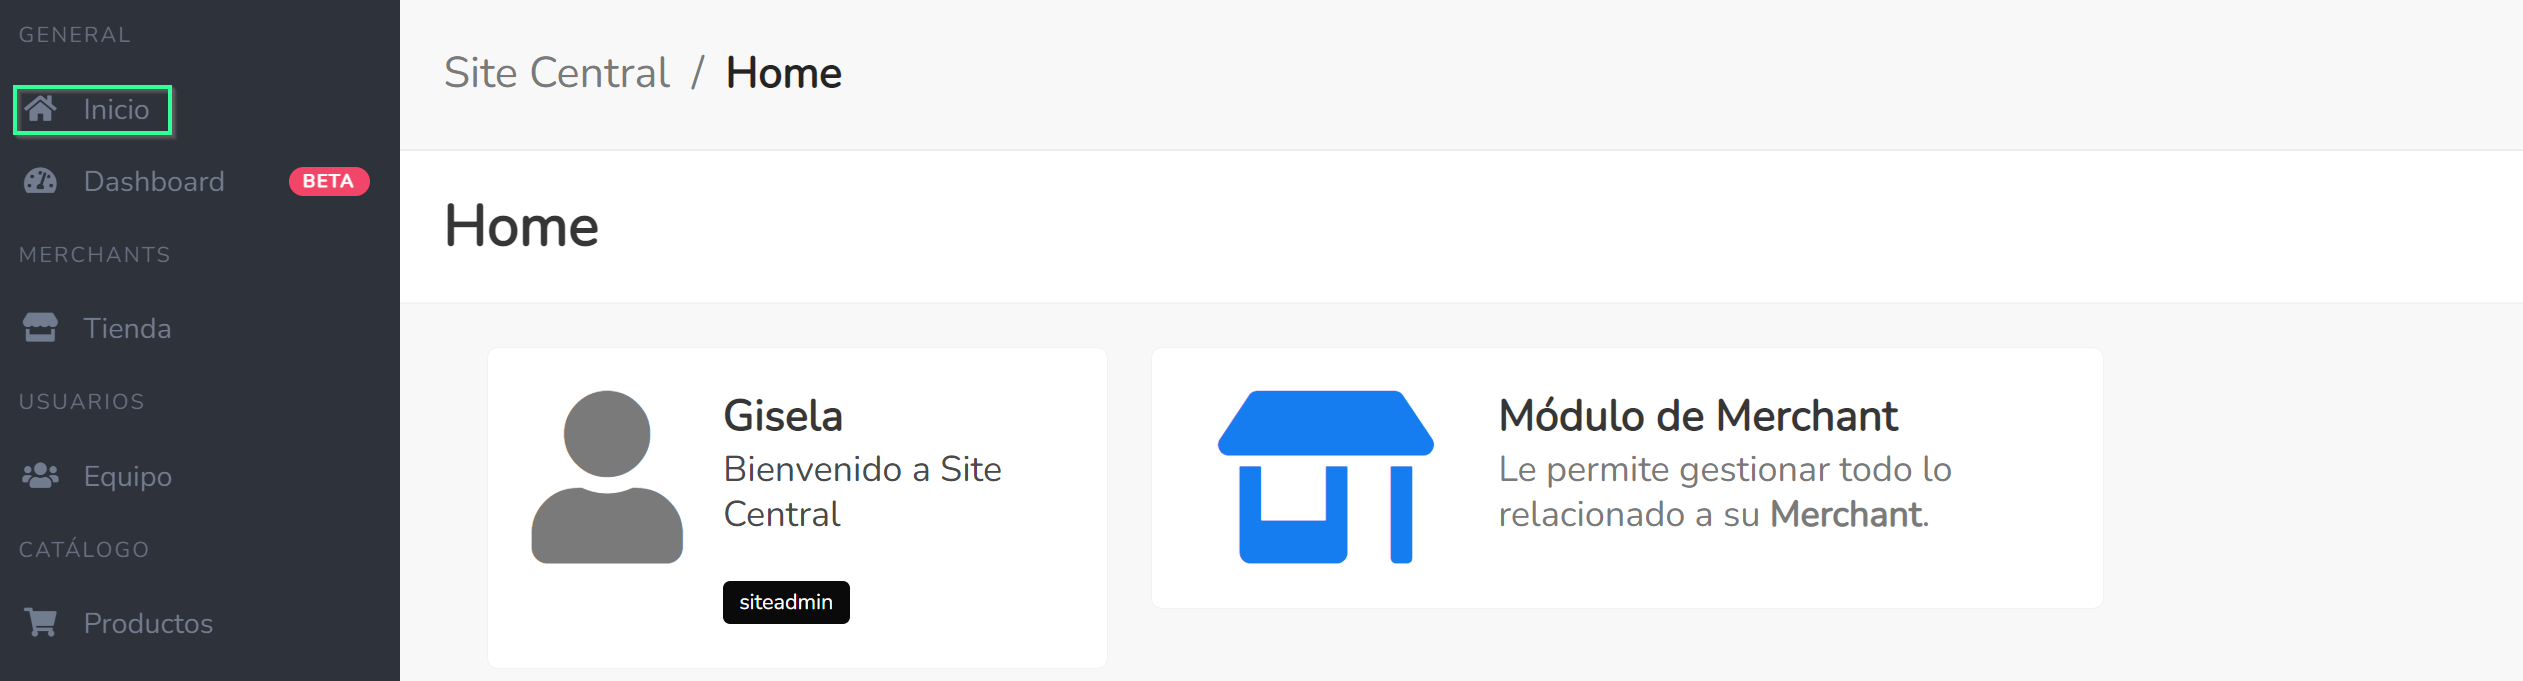 GENERAL
Inicio
Dashboard BETA
MERCHANTS
Tienda
USUARIOS
Equipo
CATÁLOGO
Productos
Site Central / Home
Home
Gisela
Bienvenido a Site
Central
siteadmin
Módulo de Merchant
Le permite gestionar todo lo
relacionado a su Merchant.